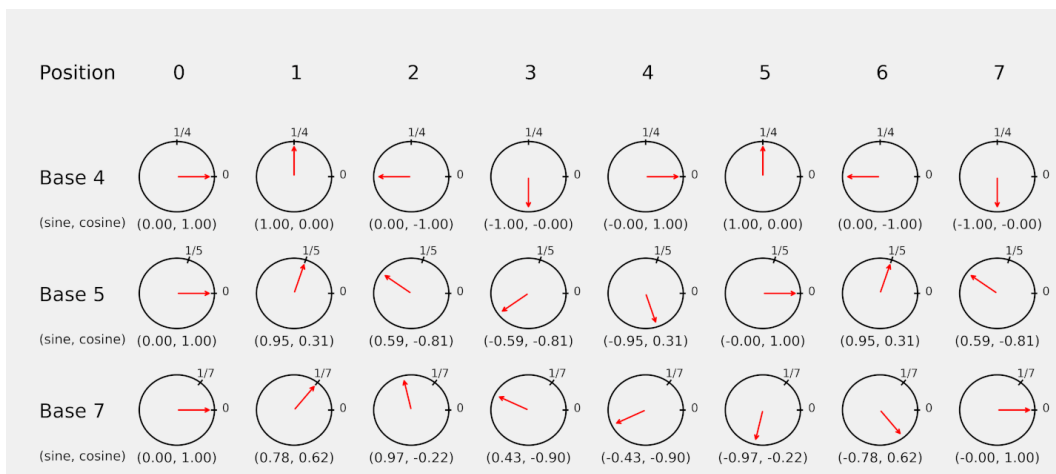 Position 0 1 2 3 4 5 6 7
1/4 1/4 1/4 1/4 1/4 1/4 1/4 1/4
Base 4 0 0 0 0 0 0 0 0
(sine, cosine) (0.00, 1.00) (1.00, 0.00) (0.00, -1.00) (-1.00, -0.00) (-0.00, 1.00) (1.00, 0.00) (0.00, -1.00) (-1.00, -0.00)
1/5 1/5 1/5 1/5 1/5 1/5 1/5 1/5
Base 5 0 0 0 0 0 0 0 0
(sine, cosine) (0.00, 1.00) (0.95, 0.31) (0.59, -0.81) (-0.59, -0.81) (-0.95, 0.31) (-0.00, 1.00) (0.95, 0.31) (0.59, -0.81)
1/7 1/7 1/7 1/7 1/7 1/7 1/7 1/7
Base 7 0 0 0 0 0 0 0 0
(sine, cosine) (0.00, 1.00) (0.78, 0.62) (0.97, -0.22) (0.43, -0.90) (-0.43, -0.90) (-0.97, -0.22) (-0.78, 0.62) (-0.00, 1.00)